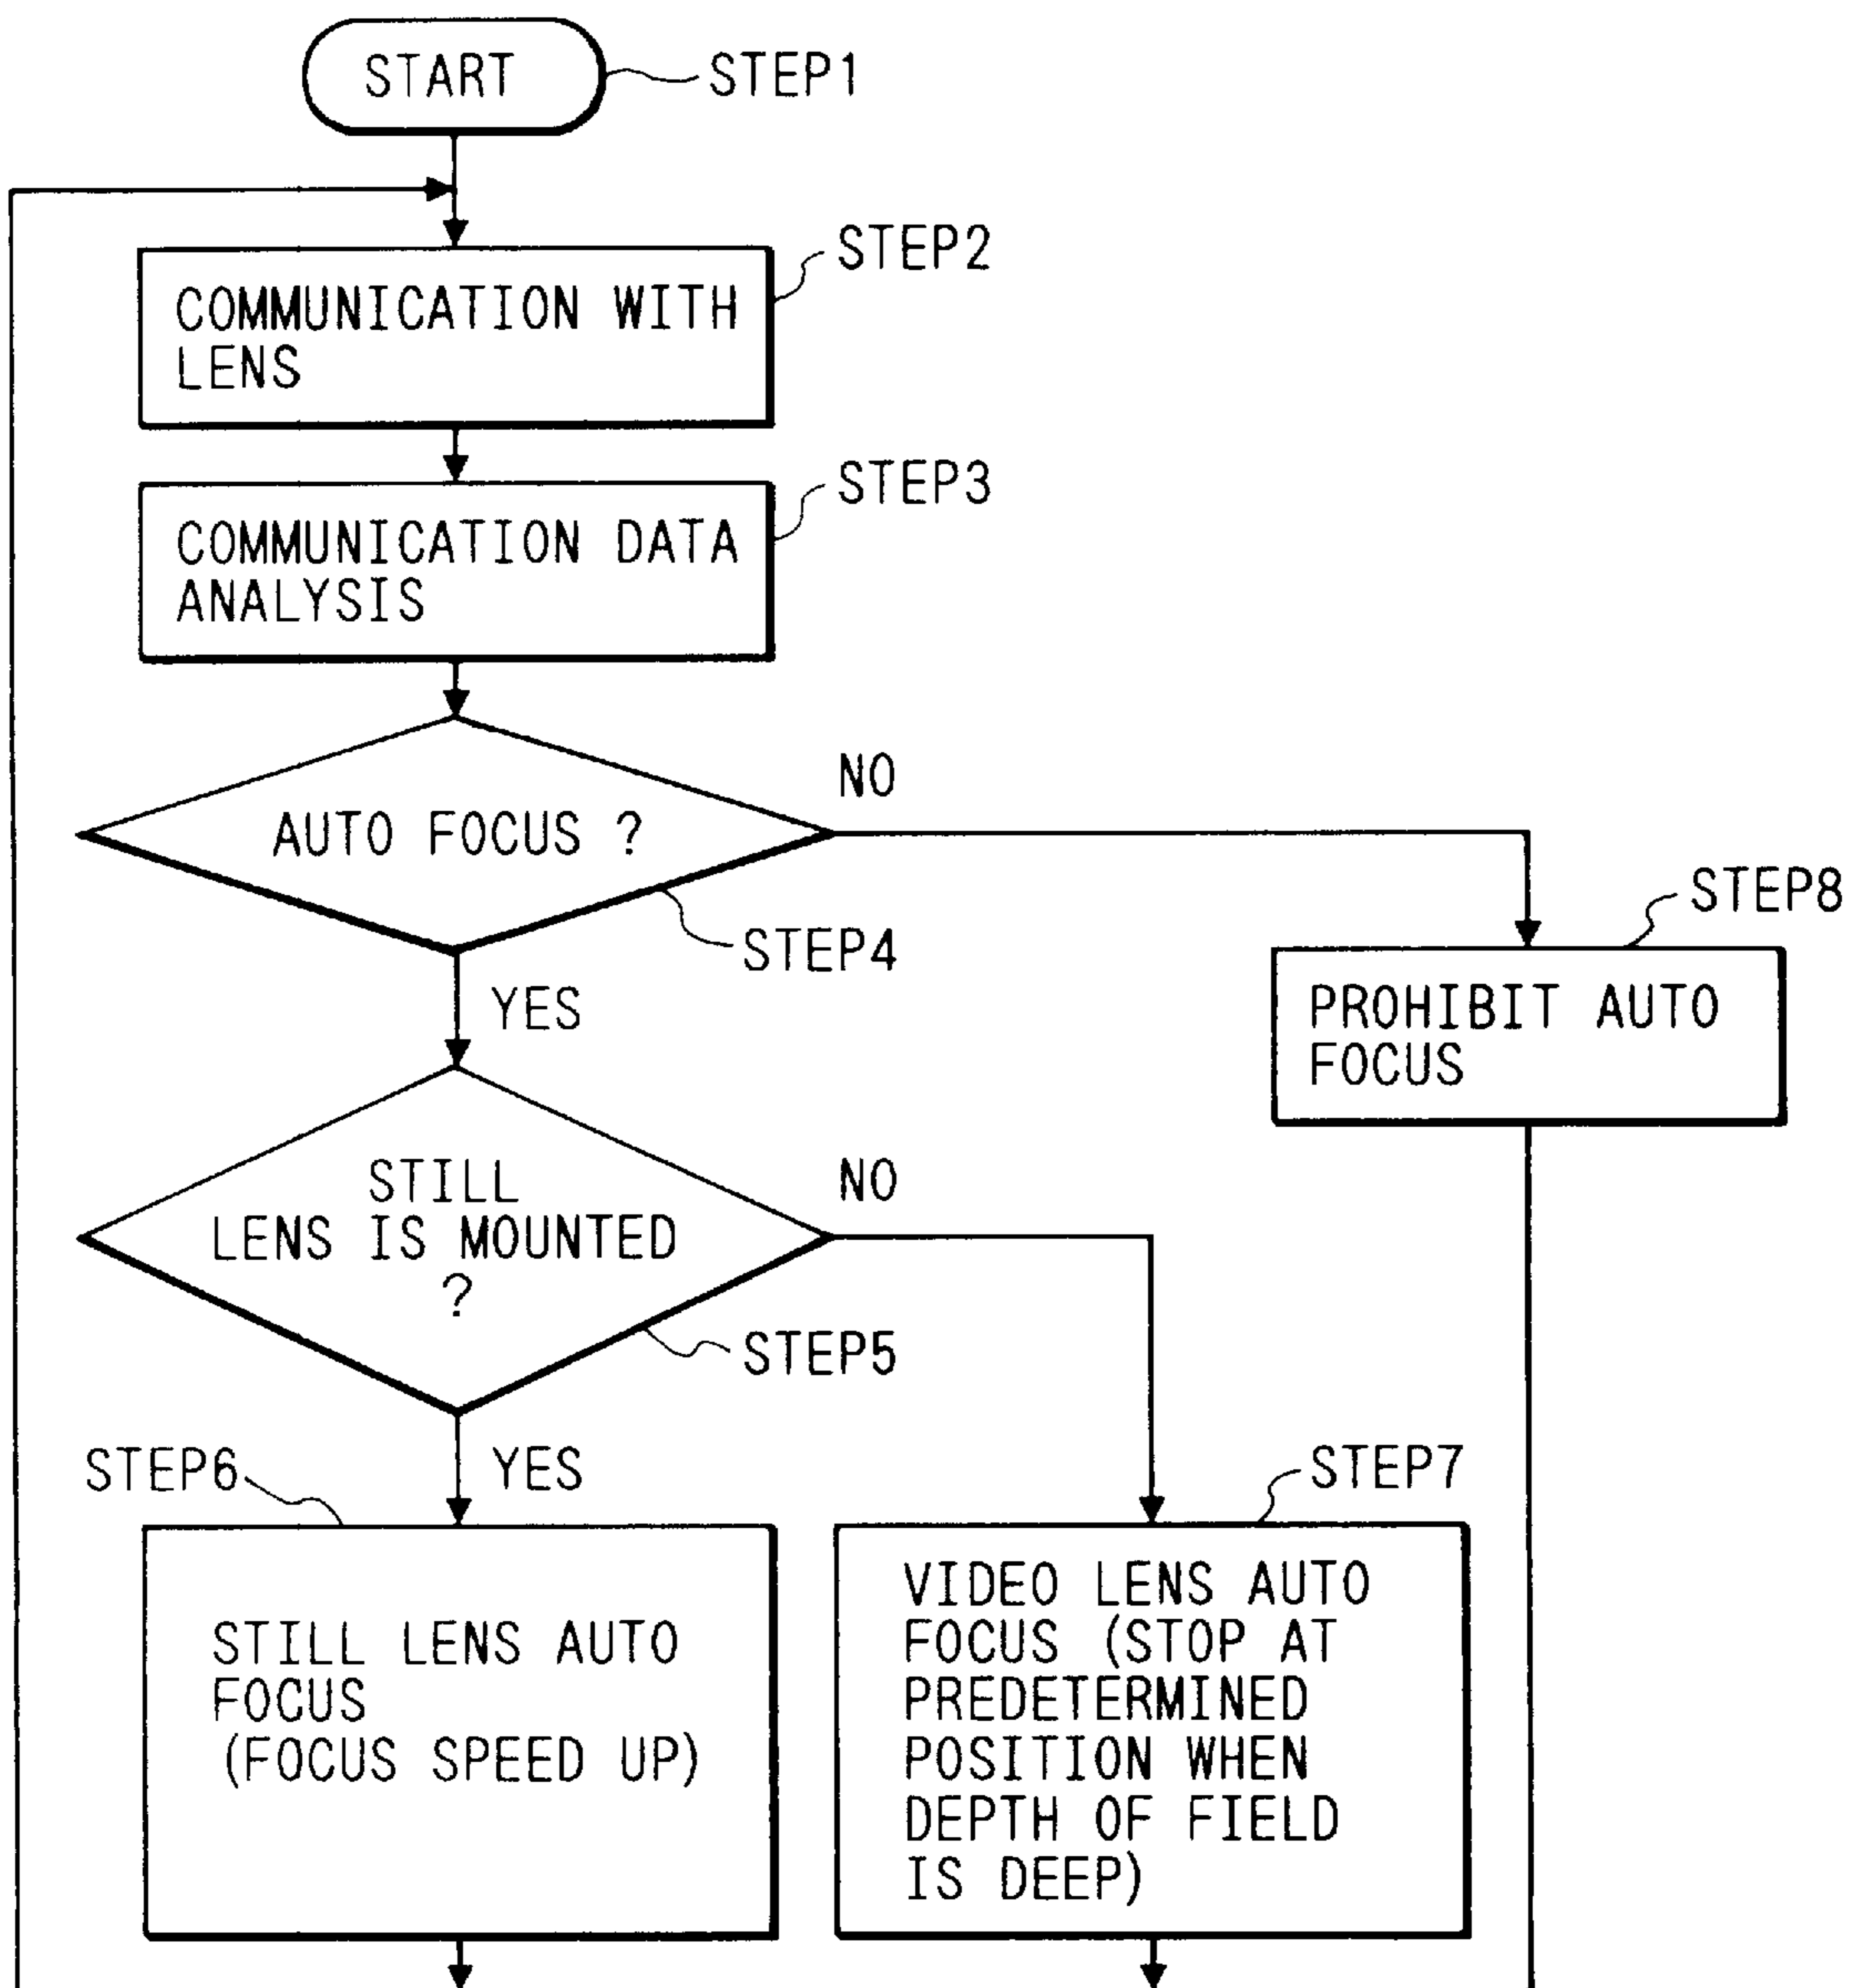 START
STEP1
STEP2
COMMUNICATION WITH
LENS
STEP3
COMMUNICATION DATA
ANALYSIS
AUTO FOCUS ?
NO
STEP4
YES
STEP8
PROHIBIT AUTO
FOCUS
STILL
LENS IS MOUNTED
?
NO
STEP5
YES
STEP6
STILL LENS AUTO
FOCUS
(FOCUS SPEED UP)
STEP7
VIDEO LENS AUTO
FOCUS (STOP AT
PREDETERMINED
POSITION WHEN
DEPTH OF FIELD
IS DEEP)